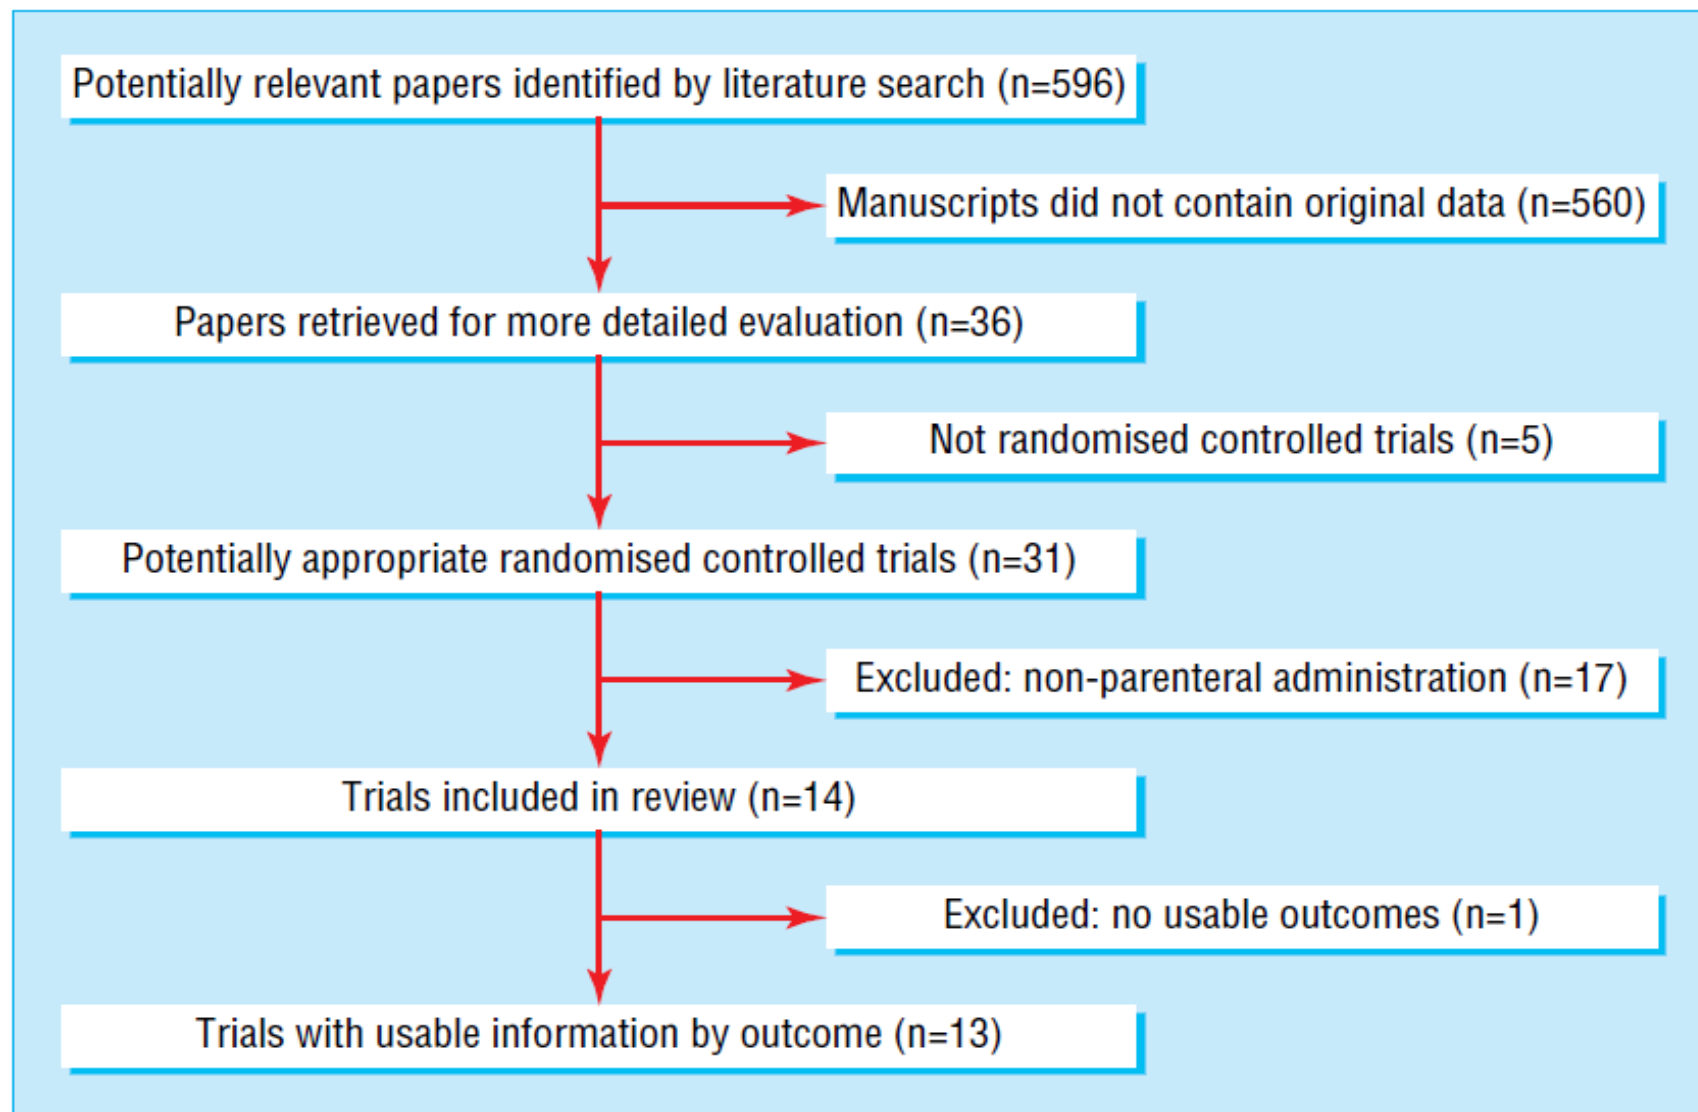 Potentially relevant papers identified by literature search (n=596)
Manuscripts did not contain original data (n=560)
Papers retrieved for more detailed evaluation (n=36)
Not randomised controlled trials (n=5)
Potentially appropriate randomised controlled trials (n=31)
Excluded: non-parenteral administration (n=17)
Trials included in review (n=14)
Excluded: no usable outcomes (n=1)
Trials with usable information by outcome (n=13)